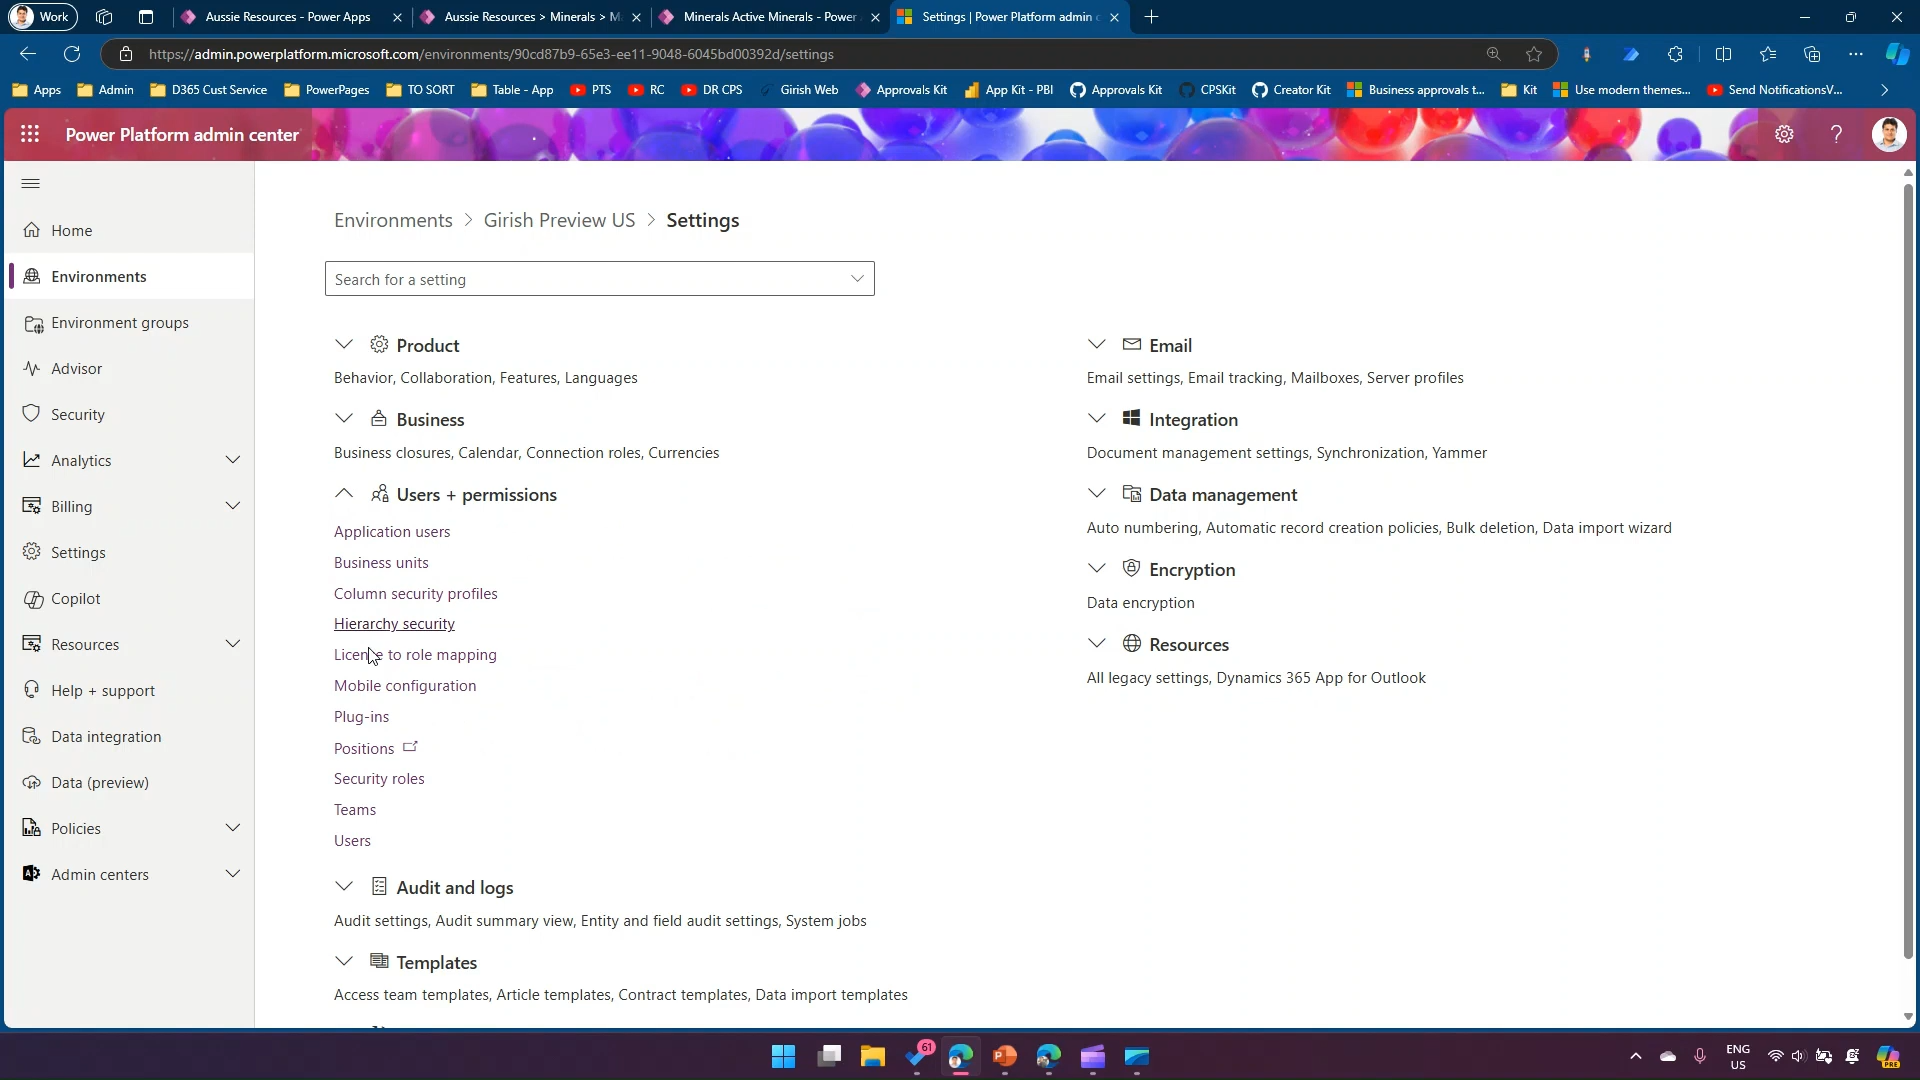 Work
Aussie Resources - Power Apps
Aussie Resources > Minerals > M
Minerals Active Minerals - Power
Settings | Power Platform admin c
https://admin.powerplatform.microsoft.com/environments/90cd87b9-65e3-ee11-9048-6045bd00392d/settings
Apps
Admin
D365 Cust Service
PowerPages
TO SORT
Table - App
PTS
RC
DR CPS
Girish Web
Approvals Kit
App Kit - PBI
Approvals Kit
CPSKit
Creator Kit
Business approvals t...
Kit
Use modern themes...
Send NotificationsV...
Power Platform admin center
Home
Environments
Environment groups
Advisor
Security
Analytics
Billing
Settings
Copilot
Resources
Help + support
Data integration
Data (preview)
Policies
Admin centers
Environments > Girish Preview US > Settings
Search for a setting
Product
Behavior, Collaboration, Features, Languages
Business
Business closures, Calendar, Connection roles, Currencies
Users + permissions
Application users
Business units
Column security profiles
Hierarchy security
License to role mapping
Mobile configuration
Plug-ins
Positions
Security roles
Teams
Users
Audit and logs
Audit settings, Audit summary view, Entity and field audit settings, System jobs
Templates
Access team templates, Article templates, Contract templates, Data import templates
Email
Email settings, Email tracking, Mailboxes, Server profiles
Integration
Document management settings, Synchronization, Yammer
Data management
Auto numbering, Automatic record creation policies, Bulk deletion, Data import wizard
Encryption
Data encryption
Resources
All legacy settings, Dynamics 365 App for Outlook
61
ENG
US
PRE